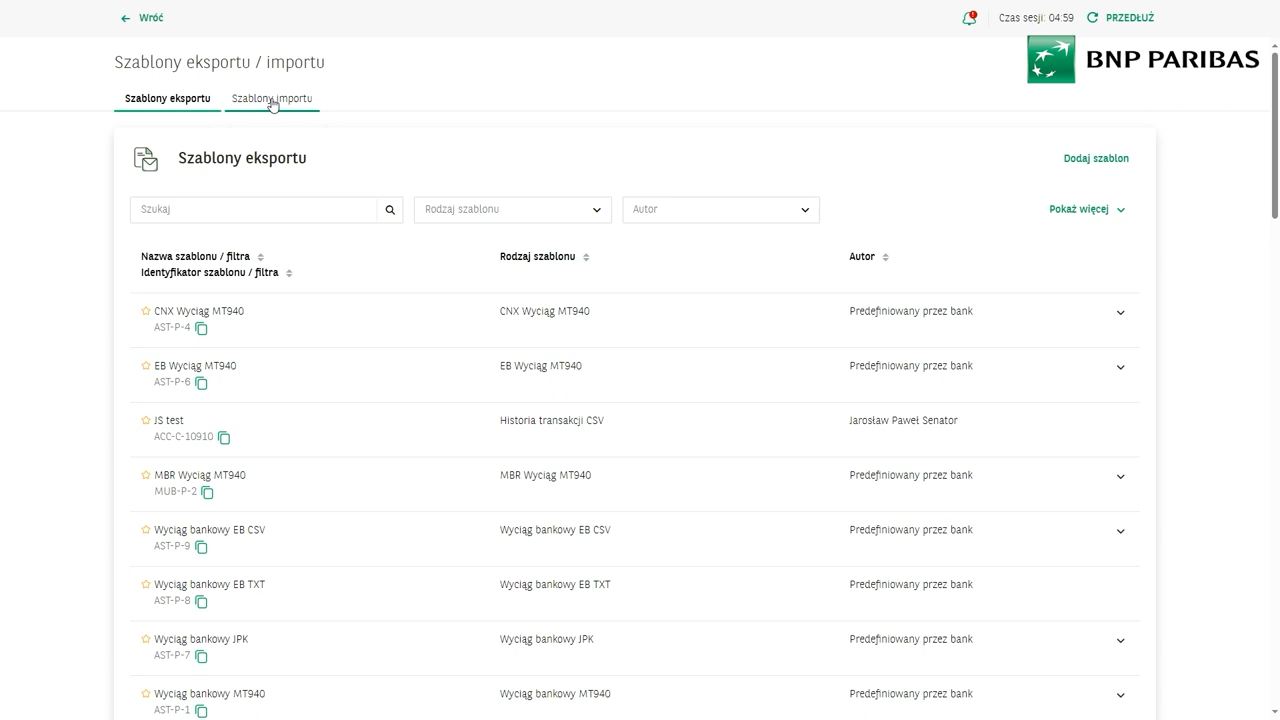 Wróć
Czas sesji: 04:59 PRZEDŁUŻ
Szablony eksportu / importu
BNP PARIBAS
Szablony eksportu Szablony importu
Szablony eksportu
Dodaj szablon
Szukaj Rodzaj szablonu Autor Pokaż więcej
Nazwa szablonu / filtra Rodzaj szablonu Autor
Identyfikator szablonu / filtra
CNX Wyciąg MT940 CNX Wyciąg MT940 Predefiniowany przez bank
AST-P-4
EB Wyciąg MT940 EB Wyciąg MT940 Predefiniowany przez bank
AST-P-6
JS test Historia transakcji CSV Jarosław Paweł Senator
ACC-C-10910
MBR Wyciąg MT940 MBR Wyciąg MT940 Predefiniowany przez bank
MUB-P-2
Wyciąg bankowy EB CSV Wyciąg bankowy EB CSV Predefiniowany przez bank
AST-P-9
Wyciąg bankowy EB TXT Wyciąg bankowy EB TXT Predefiniowany przez bank
AST-P-8
Wyciąg bankowy JPK Wyciąg bankowy JPK Predefiniowany przez bank
AST-P-7
Wyciąg bankowy MT940 Wyciąg bankowy MT940 Predefiniowany przez bank
AST-P-1